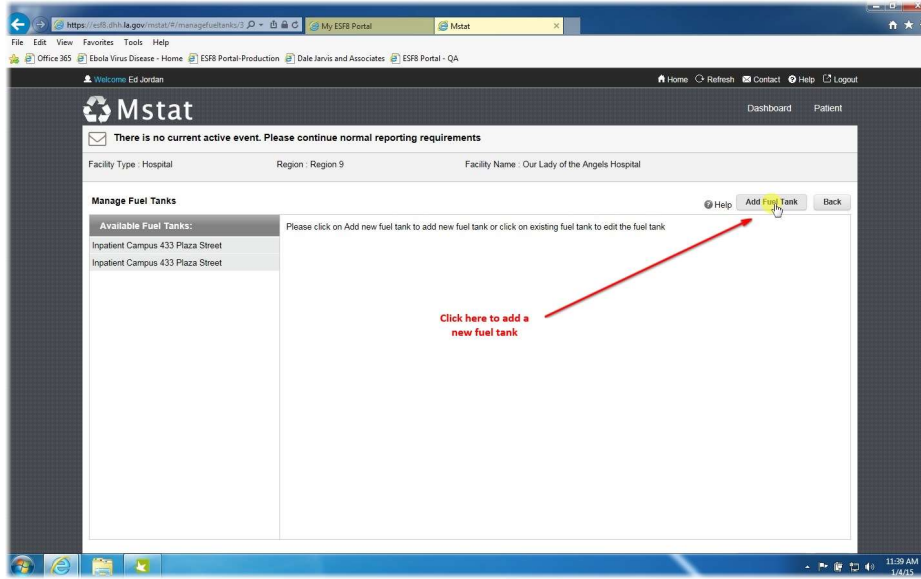 https://esf8.dhh.la.gov/mstat/#/managefueltanks/3
My ESF8 Portal
Mstat
File Edit View Favorites Tools Help
Office 365 Ebola Virus Disease - Home ESF8 Portal-Production Dale Jarvis and Associates ESF8 Portal - QA
Welcome Ed Jordan
Home Refresh Contact Help Logout
Mstat
Dashboard Patient
There is no current active event. Please continue normal reporting requirements
Facility Type : Hospital Region : Region 9 Facility Name : Our Lady of the Angels Hospital
Manage Fuel Tanks
Help Add Fuel Tank Back
Available Fuel Tanks:
Please click on Add new fuel tank to add new fuel tank or click on existing fuel tank to edit the fuel tank
Inpatient Campus 433 Plaza Street
Inpatient Campus 433 Plaza Street
Click here to add a
new fuel tank
11:39 AM
1/4/15